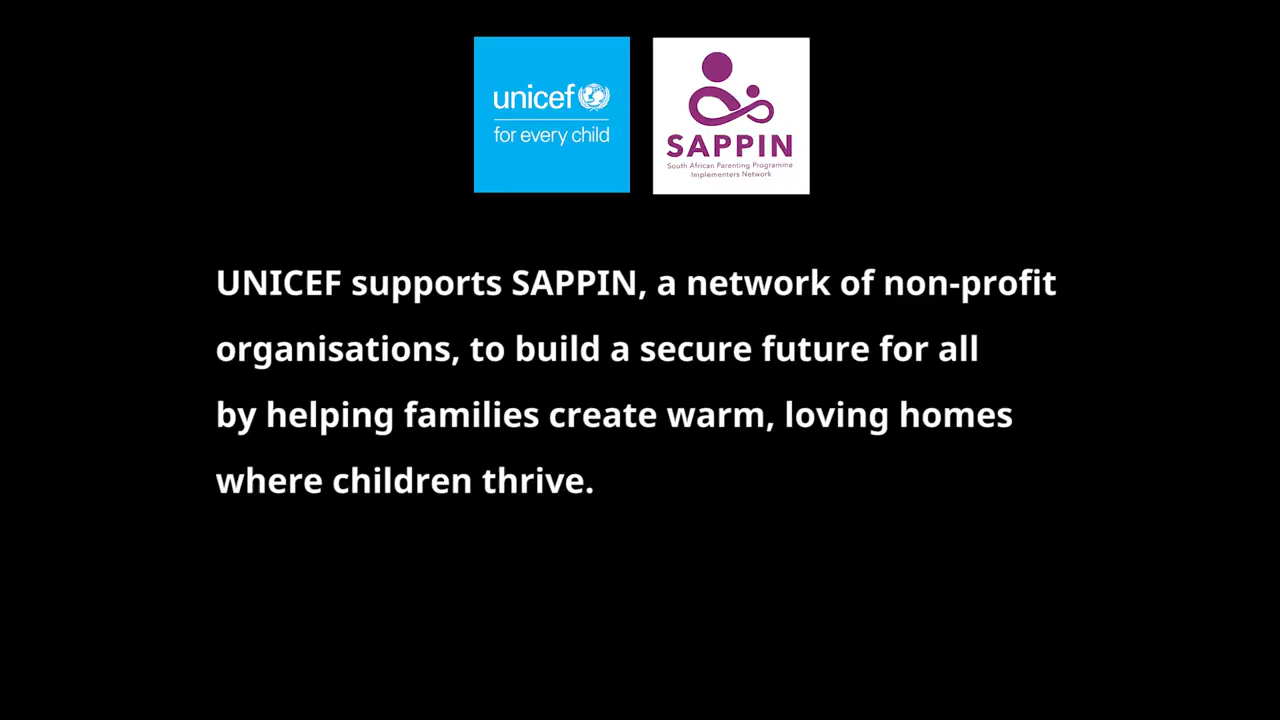 unicef
for every child
SAPPIN
South African Parenting Programme
Implementers Network
UNICEF supports SAPPIN, a network of non-profit
organisations, to build a secure future for all
by helping families create warm, loving homes
where children thrive.